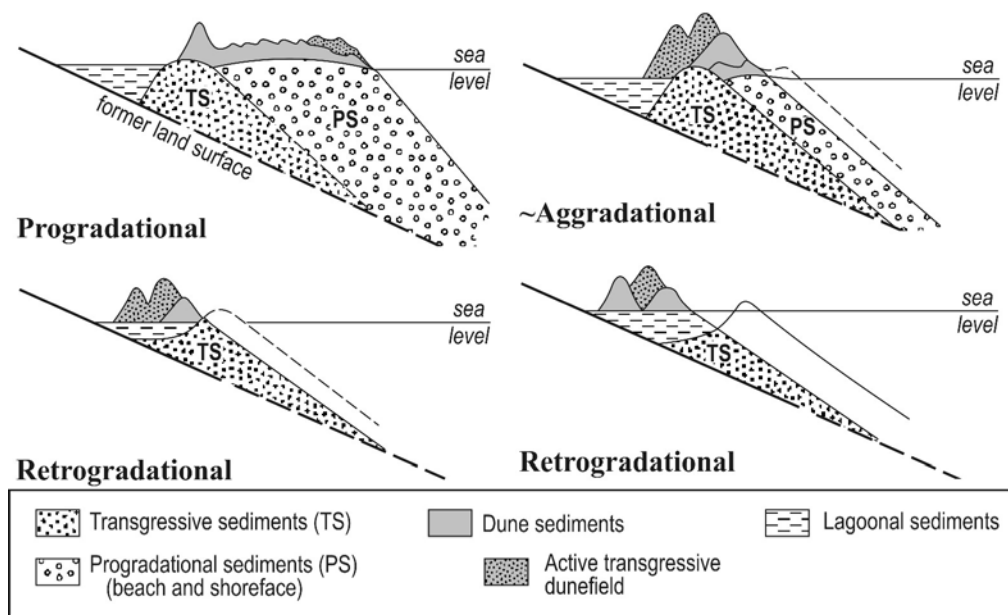 sea
level
TS
PS
former land surface
Progradational
sea
level
TS
PS
~Aggradational
sea
level
TS
Retrogradational
sea
level
TS
Retrogradational
Transgressive sediments (TS)
Dune sediments
Lagoonal sediments
Progradational sediments (PS)
(beach and shoreface)
Active transgressive
dunefield